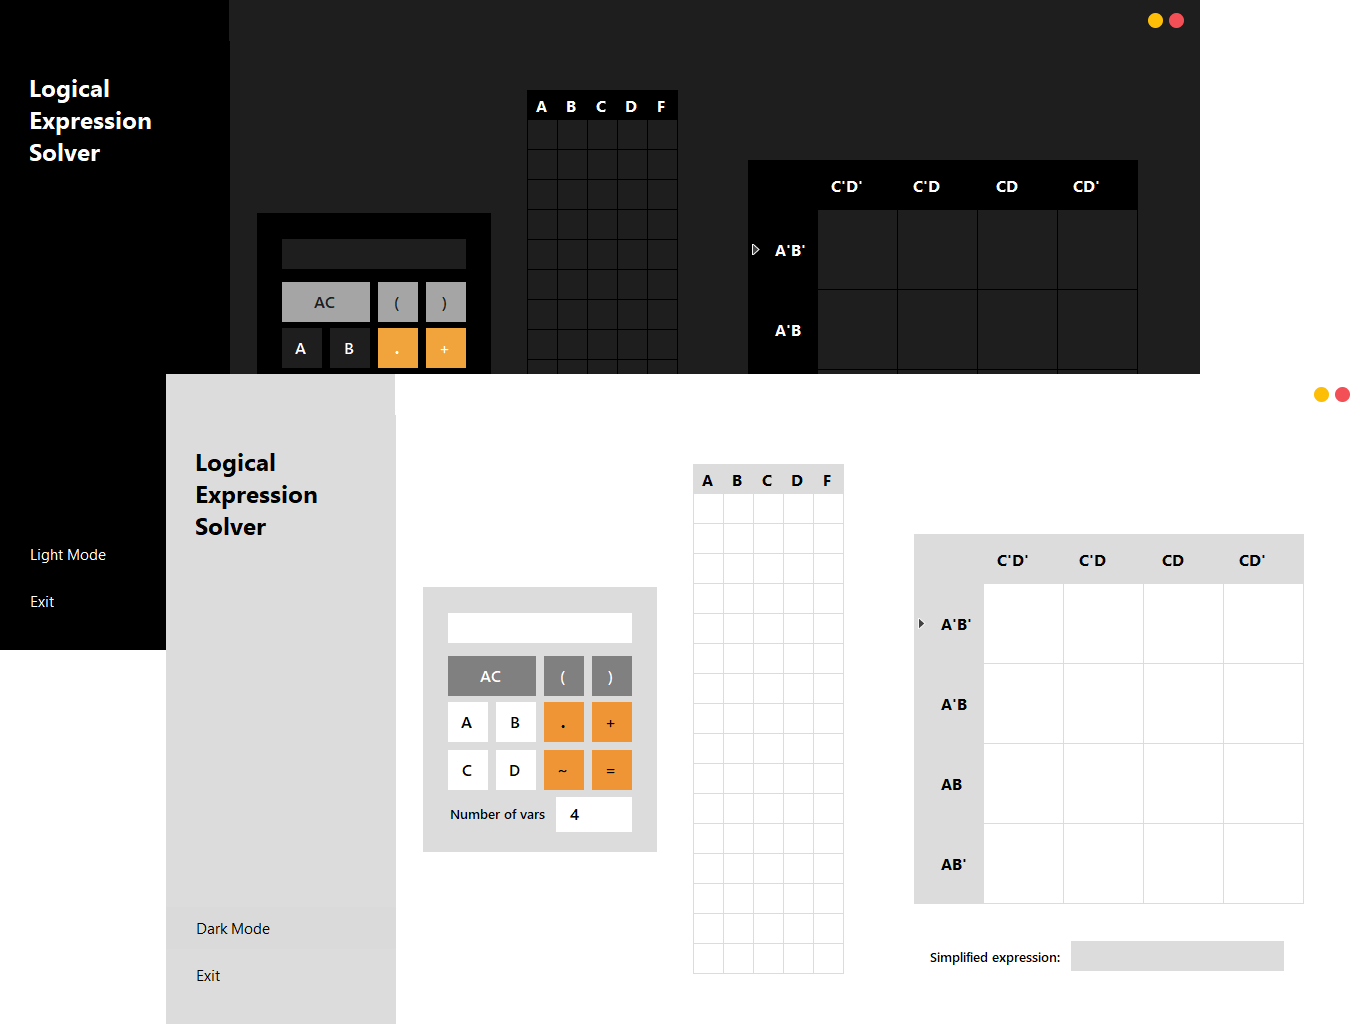 Logical
Expression
Solver
A B C D F
C'D' C'D CD CD'
A'B'
A'B
AC ( )
A B . +
Light Mode
Exit
Logical
Expression
Solver
A B C D F
C'D' C'D CD CD'
A'B'
A'B
AB
AB'
AC ( )
A B . +
C D ~ =
Number of vars 4
Dark Mode
Exit
Simplified expression: